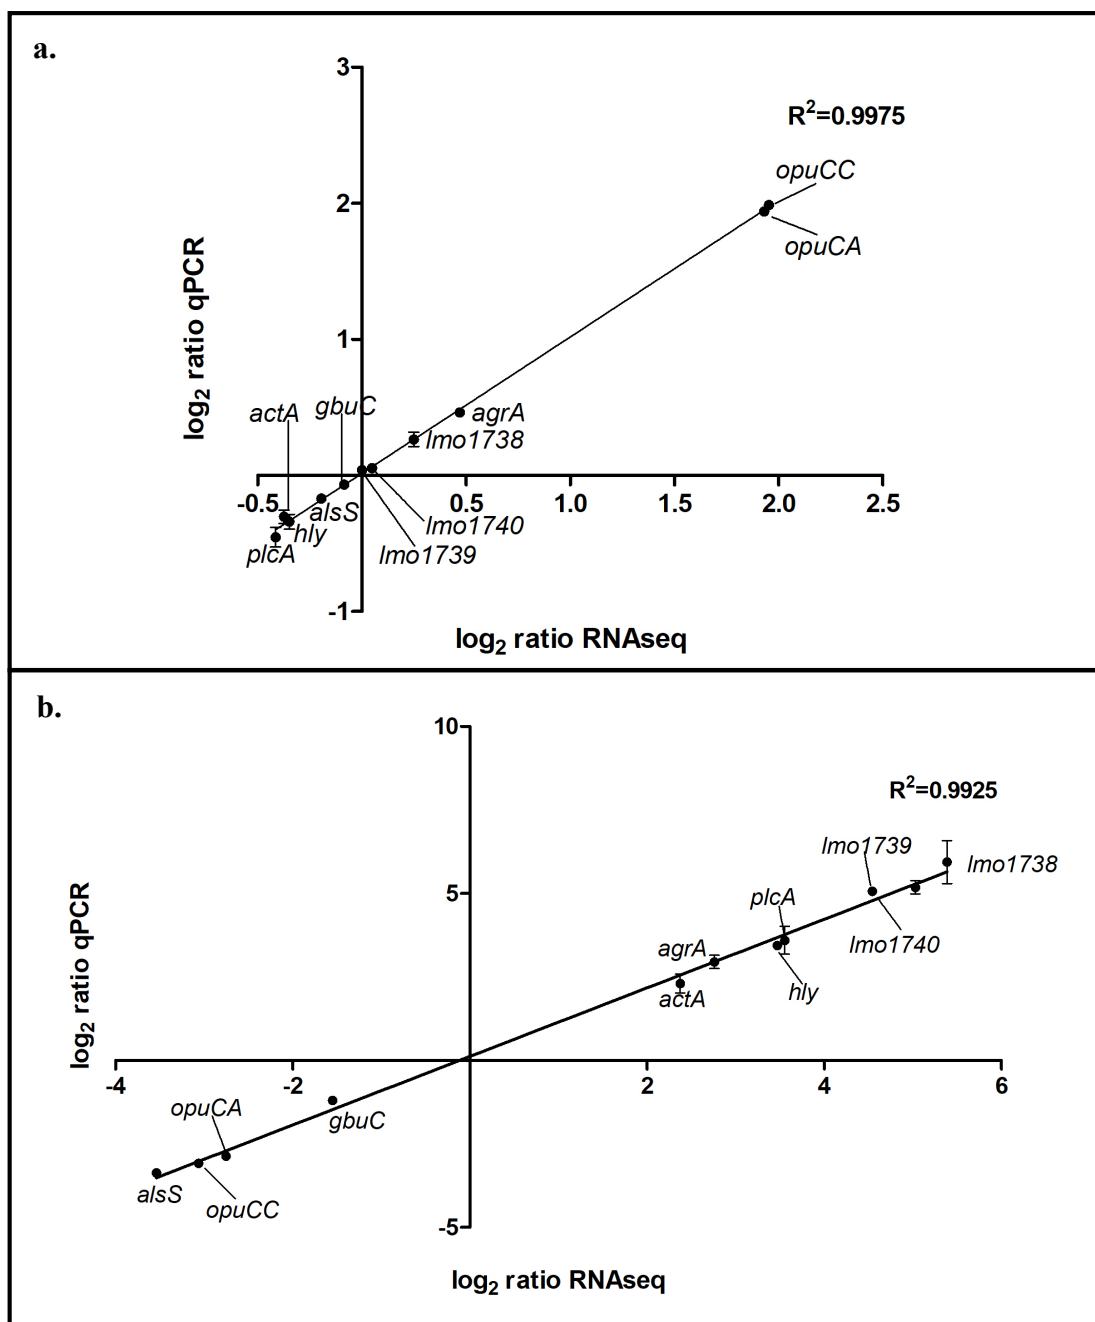 a.
3
R2=0.9975
opuCC
2
opuCA
log2 ratio qPCR
1
actA
gbuC
agrA
lmo1738
-0.5
0.5
1.0
1.5
2.0
2.5
alsS
lmo1740
hly
plcA
lmo1739
-1
log2 ratio RNAseq
b.
10
R2=0.9925
lmo1739
lmo1738
5
plcA
log2 ratio qPCR
agrA
lmo1740
actA
hly
-4
-2
2
4
6
opuCA
gbuC
alsS
opuCC
-5
log2 ratio RNAseq